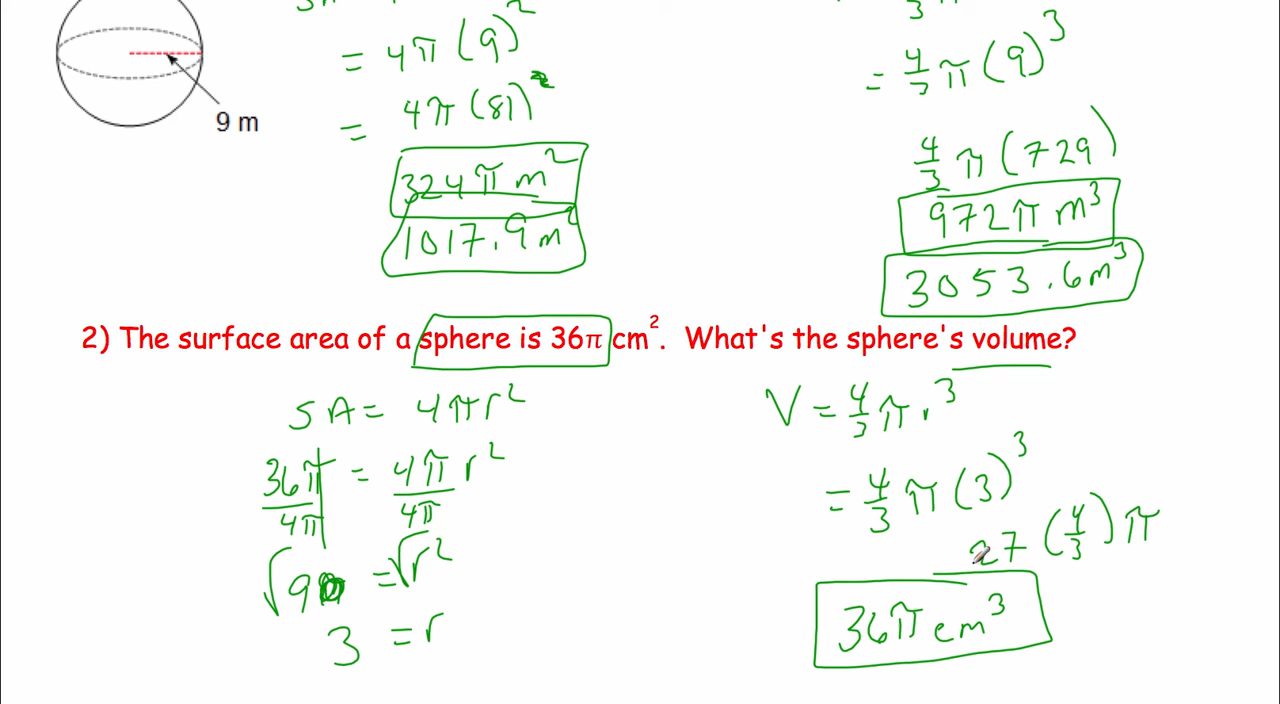 = 4π(9)²
= 4π(81)
324π m²
1017.9 m²
9 m
= 4/3 π(9)³
4/3 π(729)
972π m³
3053.6 m³
2) The surface area of a sphere is 36π cm². What's the sphere's volume?
SA = 4πr²
36π/4π = 4π/4π r²
√9 = √r²
3 = r
V = 4/3 πr³
= 4/3 π(3)³
27(4/3)π
36π cm³